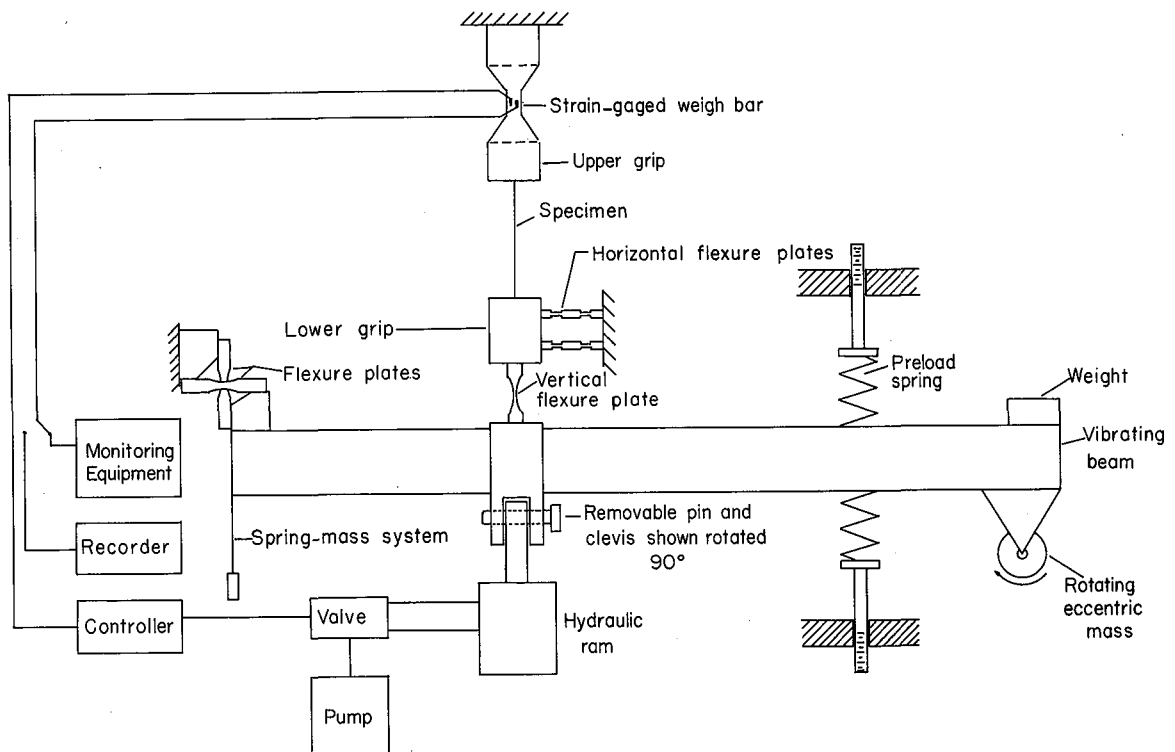 Strain-gaged weigh bar
Upper grip
Specimen
Horizontal flexure plates
Lower grip
Flexure plates
Vertical
flexure plate
Preload
spring
Weight
Vibrating
beam
Monitoring
Equipment
Removable pin and
clevis shown rotated
90°
Spring-mass system
Recorder
Rotating
eccentric
mass
Controller
Valve
Hydraulic
ram
Pump